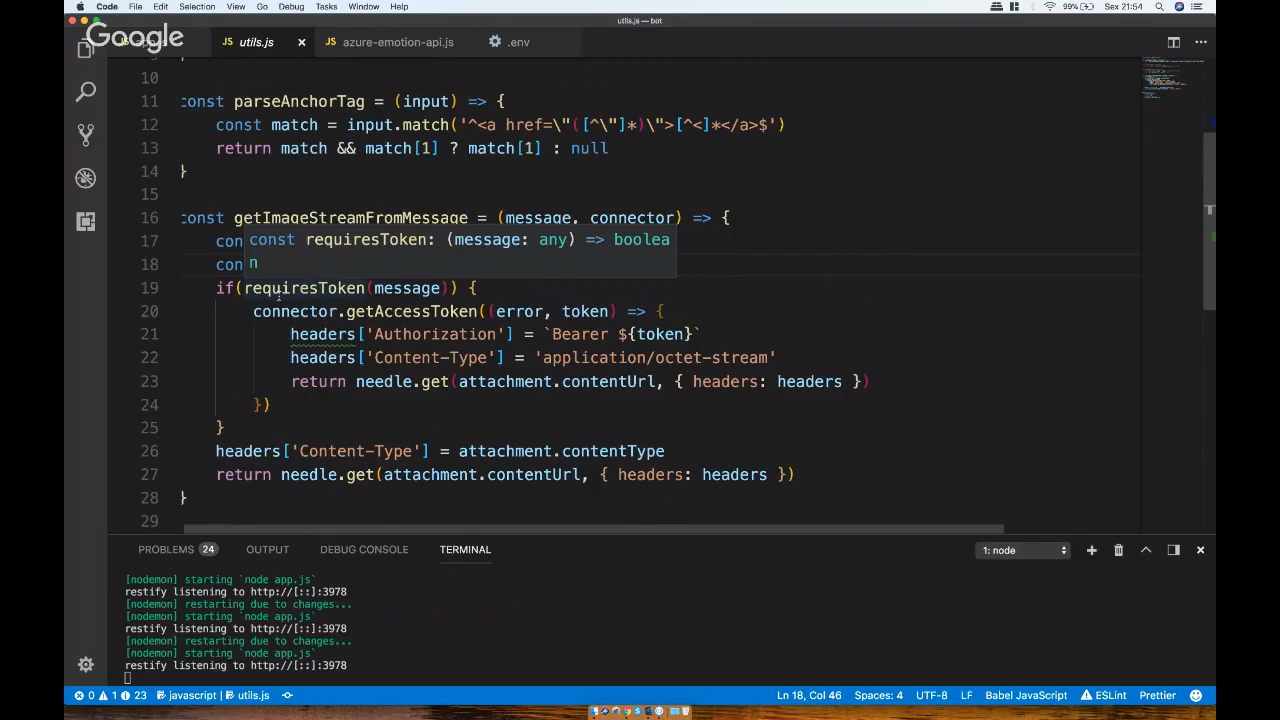 Code File Edit Selection View Go Debug Tasks Window Help 99% Sex 21:54
utils.js — bot
Google
JS utils.js × JS azure-emotion-api.js .env
10
11 const parseAnchorTag = (input) => {
12 const match = input.match('^<a href=\"([^\"]*)\">[^<]*</a>$')
13 return match && match[1] ? match[1] : null
14 }
15
16 const getImageStreamFromMessage = (message, connector) => {
17 con
const requiresToken: (message: any) => boolea
n
18 con
19 if(requiresToken(message)) {
20 connector.getAccessToken((error, token) => {
21 headers['Authorization'] = `Bearer ${token}`
22 headers['Content-Type'] = 'application/octet-stream'
23 return needle.get(attachment.contentUrl, { headers: headers })
24 })
25 }
26 headers['Content-Type'] = attachment.contentType
27 return needle.get(attachment.contentUrl, { headers: headers })
28 }
29
PROBLEMS 24 OUTPUT DEBUG CONSOLE TERMINAL 1: node
[nodemon] starting `node app.js`
restify listening to http://[::]:3978
[nodemon] restarting due to changes...
[nodemon] starting `node app.js`
restify listening to http://[::]:3978
[nodemon] restarting due to changes...
[nodemon] starting `node app.js`
restify listening to http://[::]:3978
0 1 23 javascript | utils.js Ln 18, Col 46 Spaces: 4 UTF-8 LF Babel JavaScript ESLint Prettier